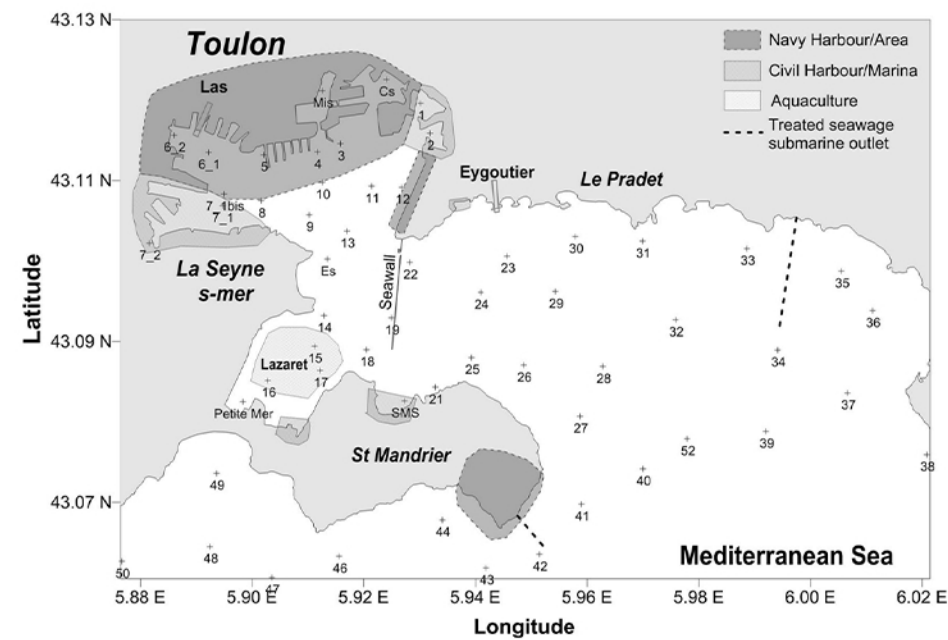 43.13 N
Toulon
Navy Harbour/Area
Civil Harbour/Marina
Aquaculture
Treated seawage
submarine outlet
Las
Mis
Cs
1
2
6_2
6_1
5
4
3
43.11 N
Eygoutier
Le Pradet
10
11
12
7_1bis
7_1
8
9
13
7_2
La Seyne
s-mer
Es
Seawall
22
23
30
31
33
35
Latitude
24
29
32
36
14
19
43.09 N
Lazaret
15
16
17
18
25
26
28
34
Petite Mer
SMS
21
27
37
St Mandrier
52
39
38
49
40
43.07 N
44
41
48
46
42
Mediterranean Sea
50
47
43
5.88 E
5.90 E
5.92 E
5.94 E
5.96 E
5.98 E
6.00 E
6.02 E
Longitude